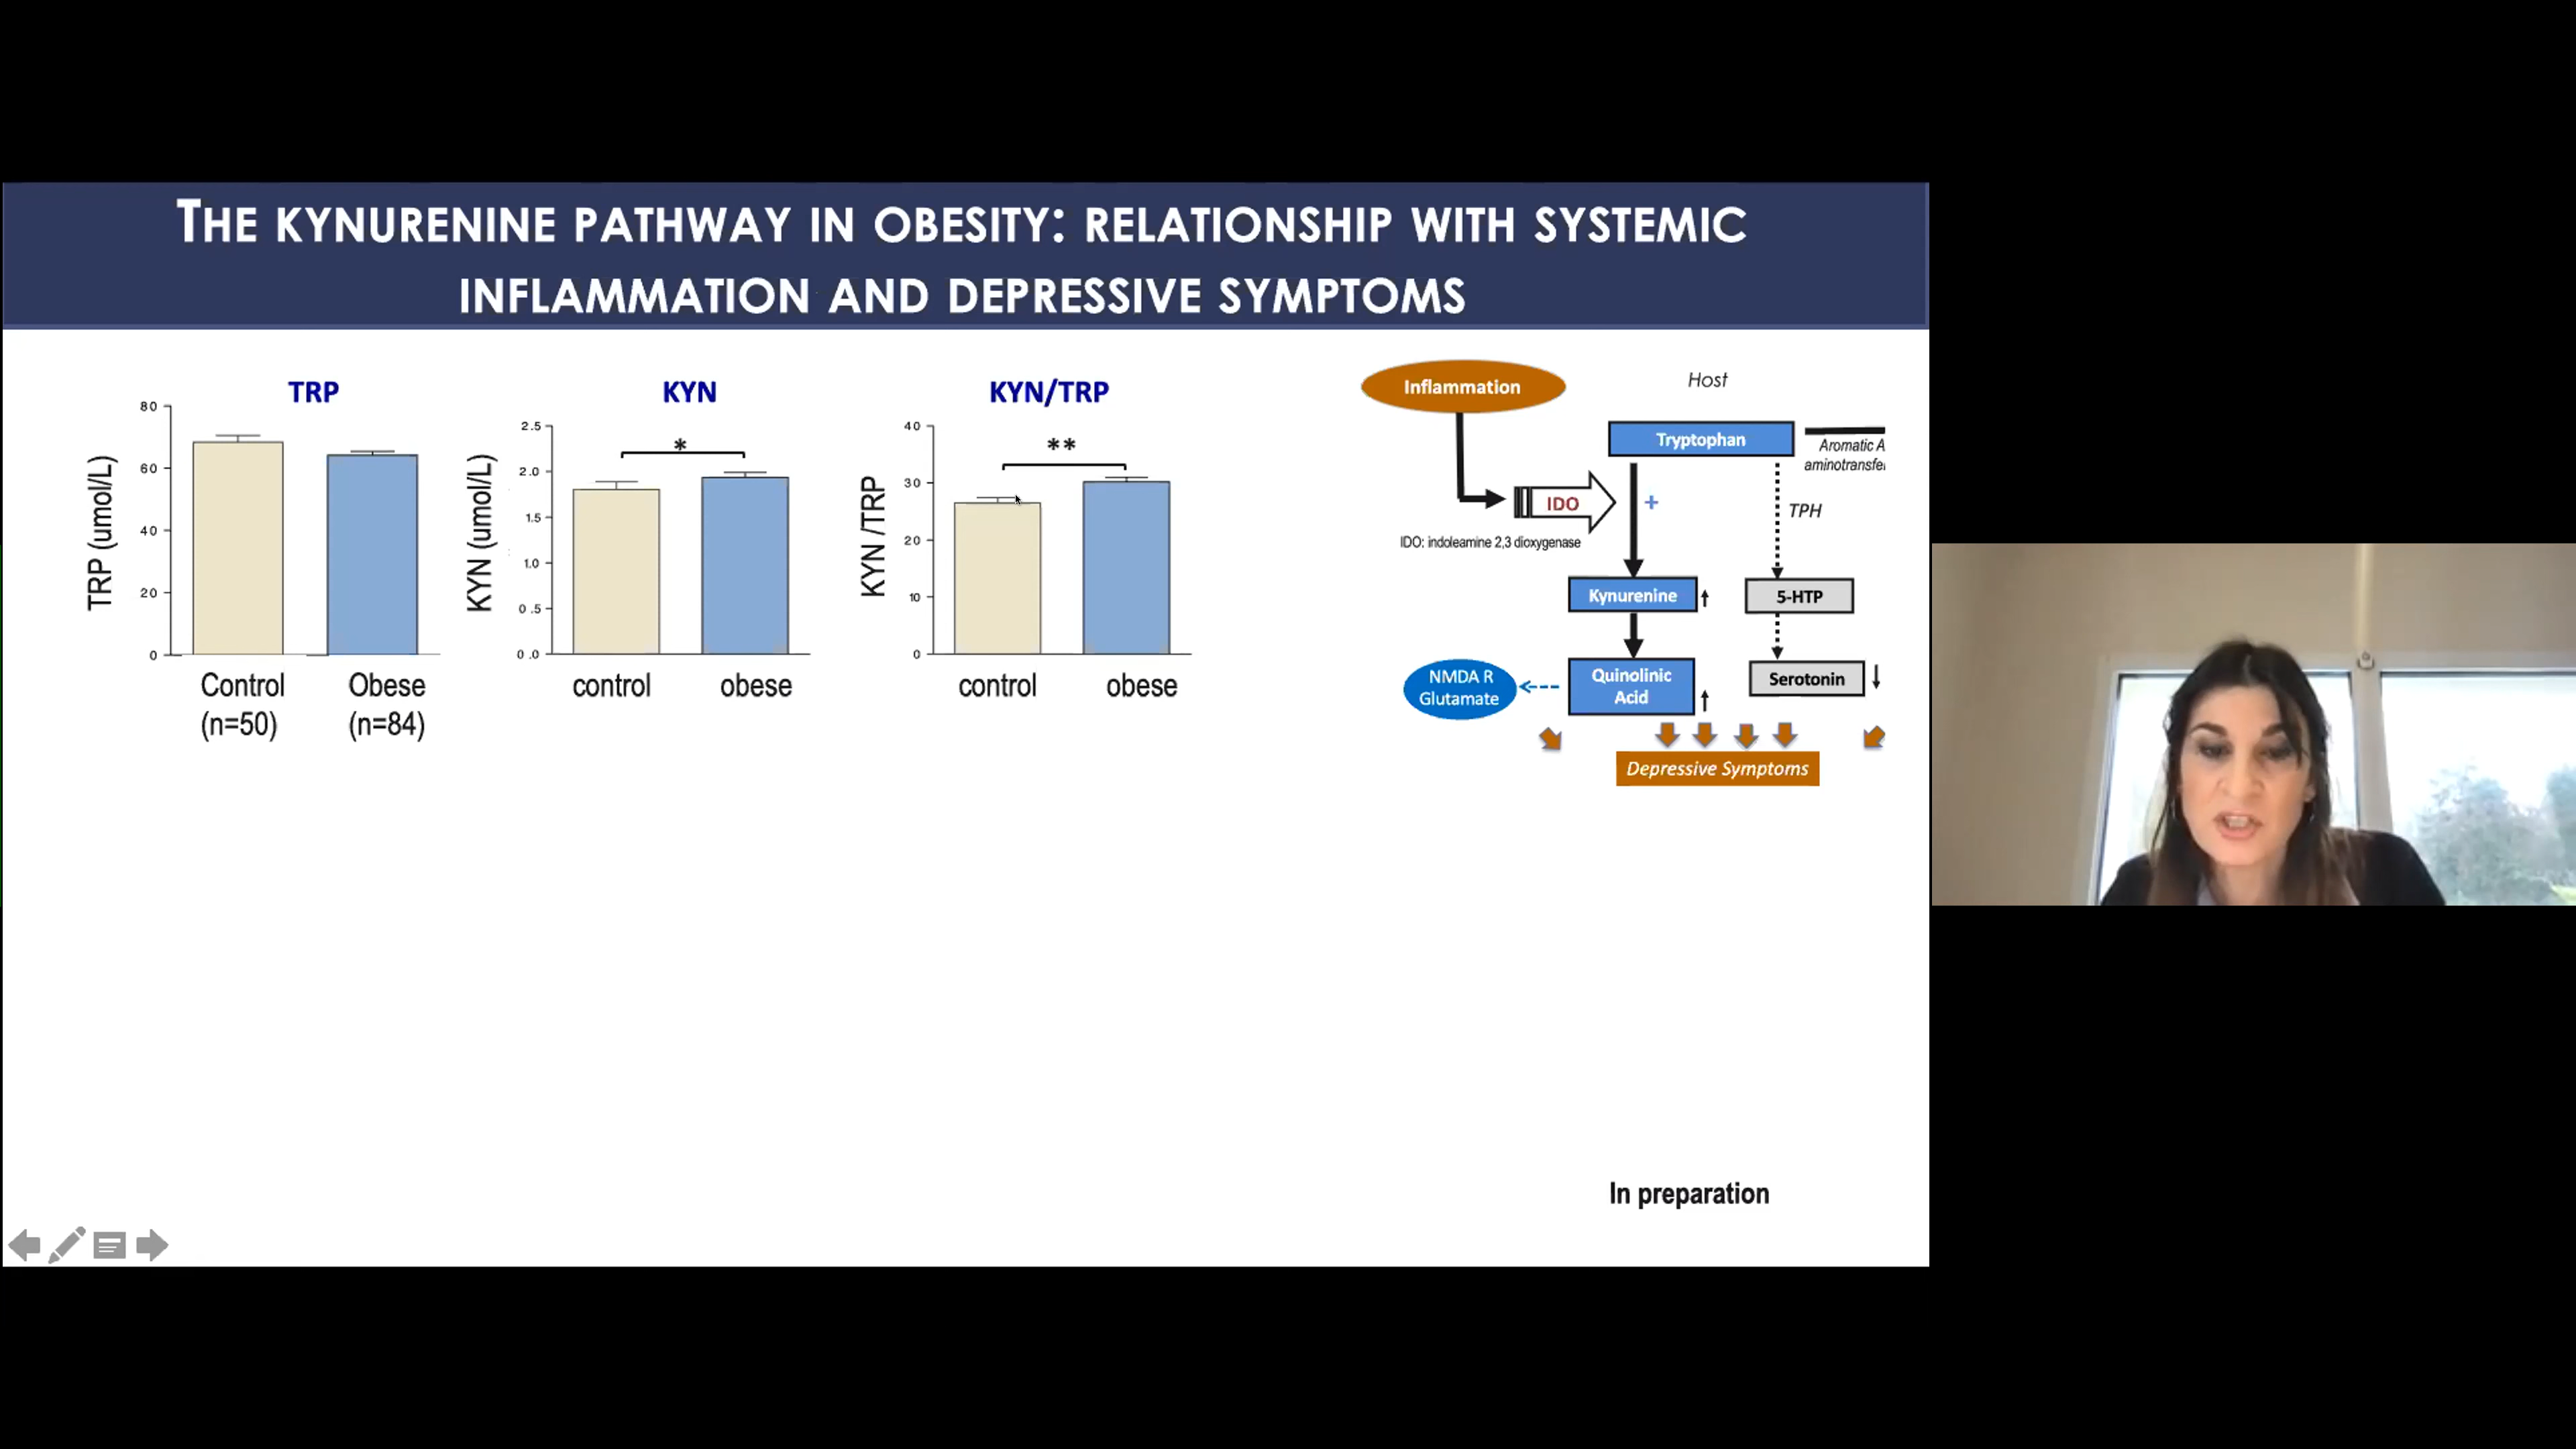 THE KYNURENINE PATHWAY IN OBESITY: RELATIONSHIP WITH SYSTEMIC
INFLAMMATION AND DEPRESSIVE SYMPTOMS
TRP
TRP (umol/L)
80
60
40
20
0
Control
(n=50)
Obese
(n=84)
KYN
KYN (umol/L)
2.5
2.0
1.5
1.0
0.5
0.0
*
control
obese
KYN/TRP
KYN /TRP
40
30
20
10
0
**
control
obese
Inflammation
Host
Tryptophan
Aromatic A
aminotransfe
IDO
+
TPH
IDO: indoleamine 2,3 dioxygenase
Kynurenine
5-HTP
NMDA R
Glutamate
Quinolinic
Acid
Serotonin
Depressive Symptoms
In preparation